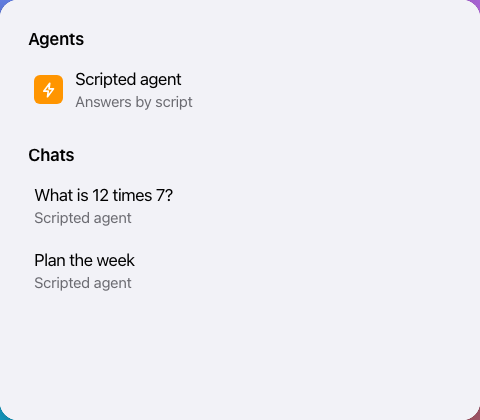 Agents
Scripted agent
Answers by script
Chats
What is 12 times 7?
Scripted agent
Plan the week
Scripted agent